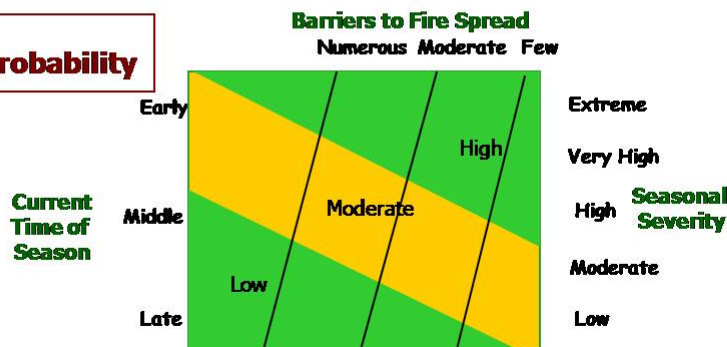 Barriers to Fire Spread
Numerous Moderate Few
robability
Early
Extreme
High
Very High
Current
Time of
Season
Middle
Moderate
High
Seasonal
Severity
Moderate
Low
Late
Low